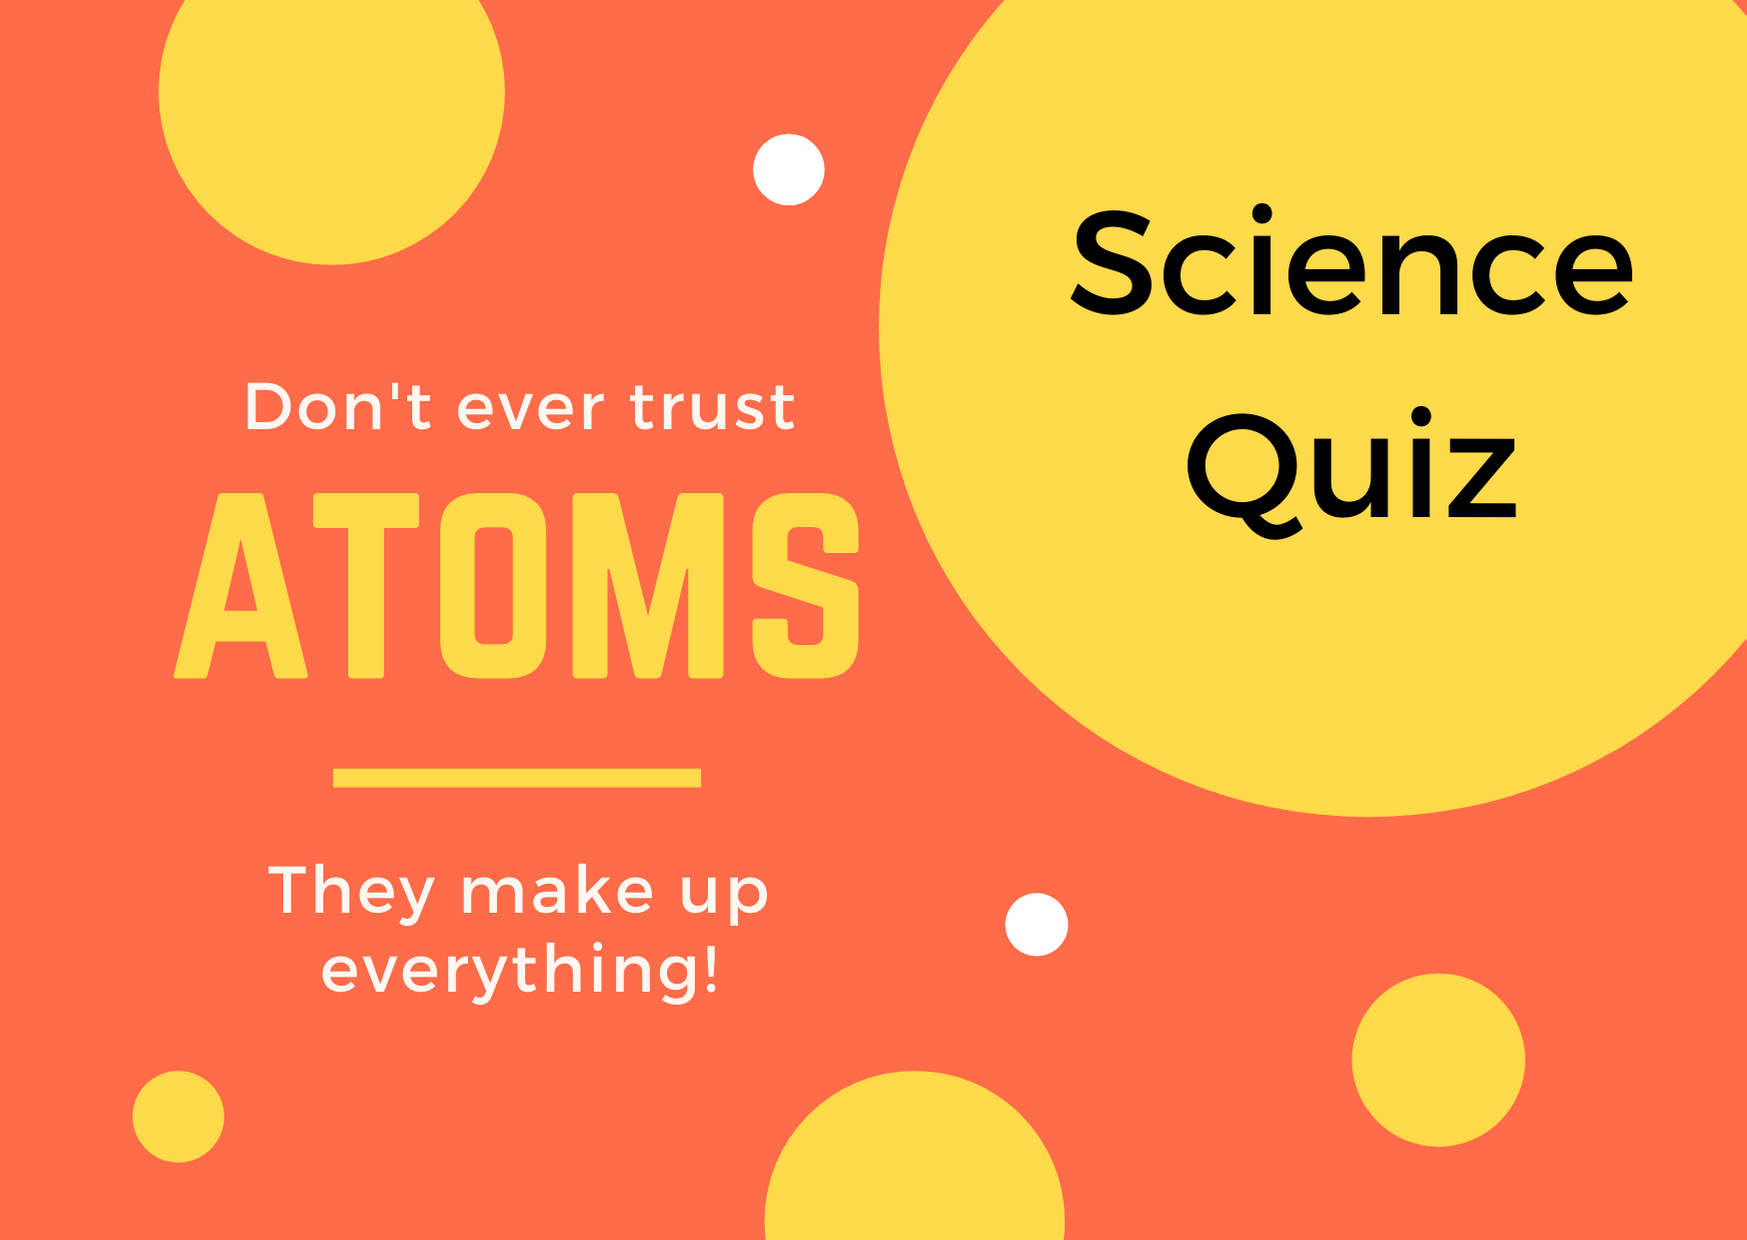 Don't ever trust
ATOMS
They make up
everything!
Science
Quiz